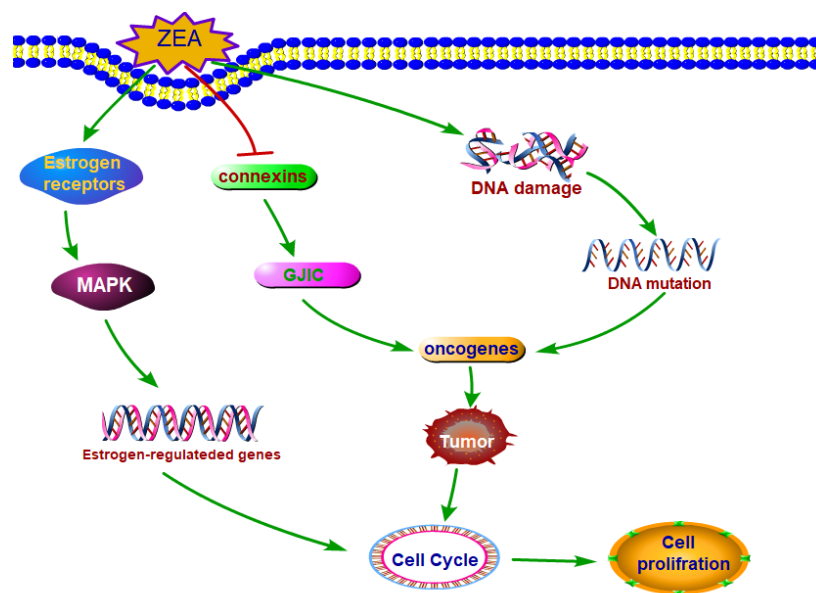 ZEA
Estrogen
receptors
connexins
DNA damage
MAPK
GJIC
DNA mutation
oncogenes
Estrogen-regulateded genes
Tumor
Cell Cycle
Cell
prolifration